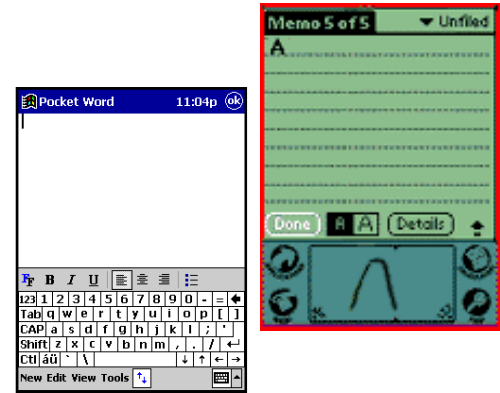 Memo 5 of 5
Unfiled
A
Done
A A
Details
Pocket Word 11:04p ok
B I U
123 1 2 3 4 5 6 7 8 9 0 - =
Tab q w e r t y u i o p [ ]
CAP a s d f g h j k l ; '
Shift z x c v b n m , . /
Ctl áü ` \
New Edit View Tools